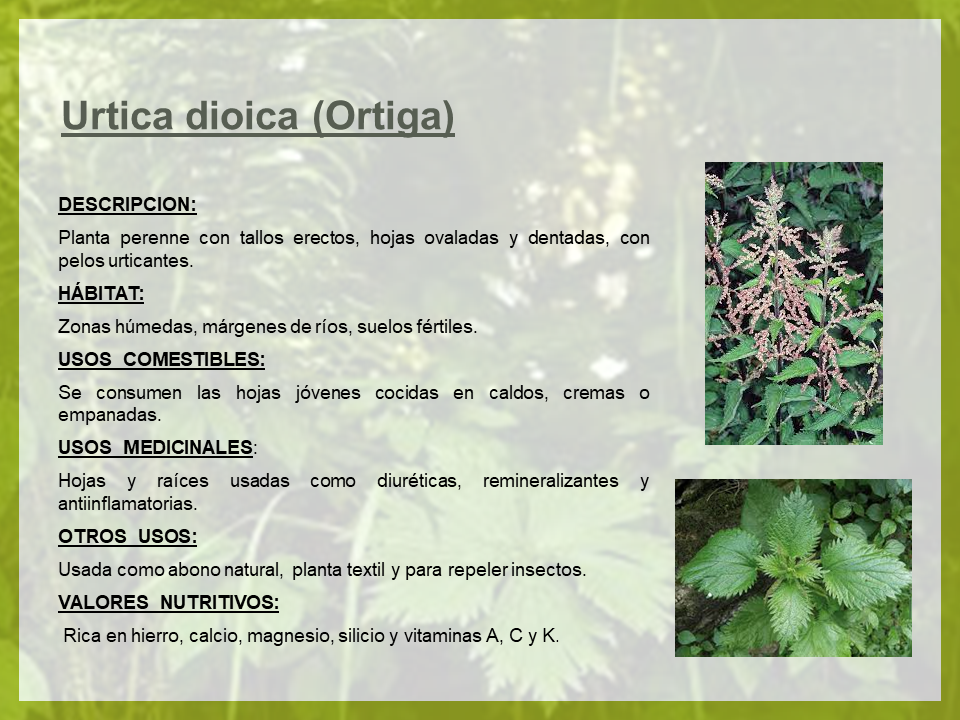 Urtica dioica (Ortiga)
DESCRIPCION:
Planta perenne con tallos erectos, hojas ovaladas y dentadas, con
pelos urticantes.
HÁBITAT:
Zonas húmedas, márgenes de ríos, suelos fértiles.
USOS COMESTIBLES:
Se consumen las hojas jóvenes cocidas en caldos, cremas o
empanadas.
USOS MEDICINALES:
Hojas y raíces usadas como diuréticas, remineralizantes y
antiinflamatorias.
OTROS USOS:
Usada como abono natural, planta textil y para repeler insectos.
VALORES NUTRITIVOS:
Rica en hierro, calcio, magnesio, silicio y vitaminas A, C y K.